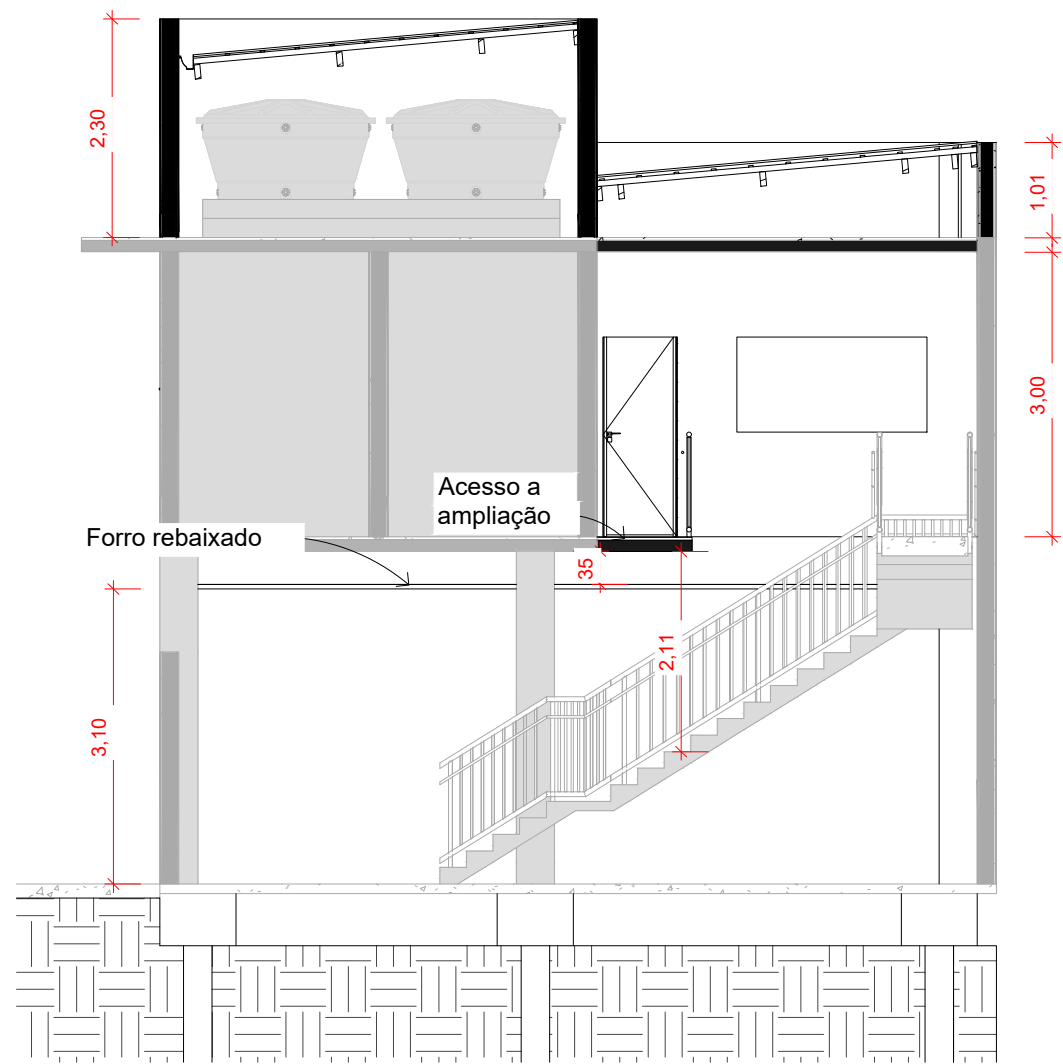 2,30
1,01
3,00
Acesso a
ampliação
Forro rebaixado
35
2,11
3,10